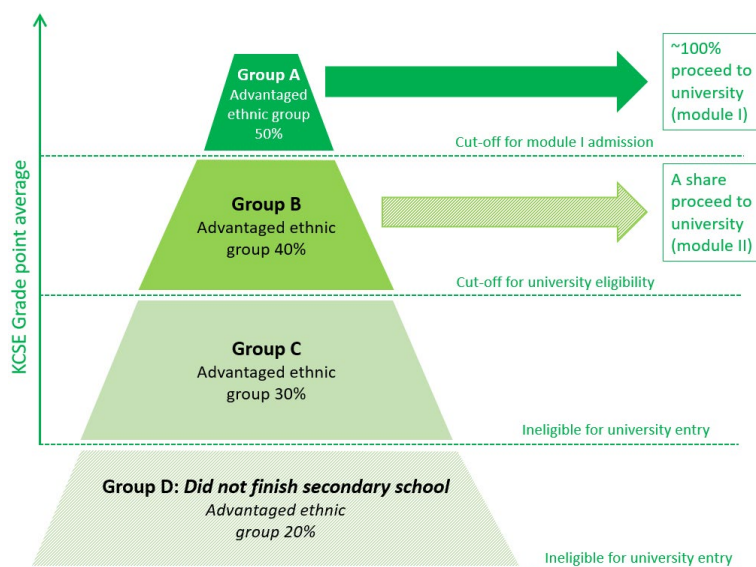 KCSE Grade point average
Group A
Advantaged
ethnic group
50%
~100%
proceed to
university
(module I)
Cut-off for module I admission
Group B
Advantaged ethnic
group 40%
A share
proceed to
university
(module II)
Cut-off for university eligibility
Group C
Advantaged ethnic
group 30%
Ineligible for university entry
Group D: Did not finish secondary school
Advantaged ethnic
group 20%
Ineligible for university entry